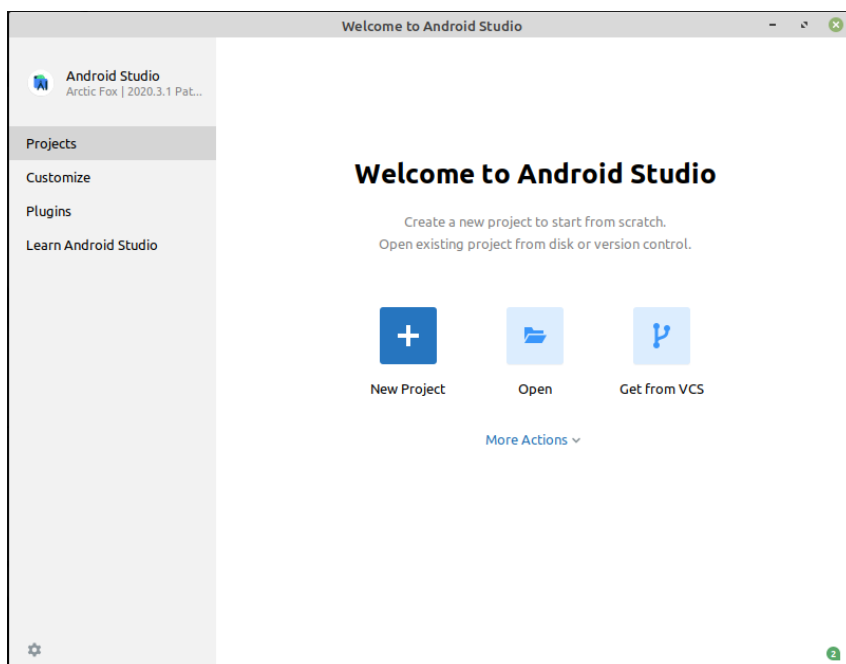 Welcome to Android Studio
Android Studio
Arctic Fox | 2020.3.1 Pat...
Projects
Customize
Plugins
Learn Android Studio
Welcome to Android Studio
Create a new project to start from scratch.
Open existing project from disk or version control.
New Project
Open
Get from VCS
More Actions
2